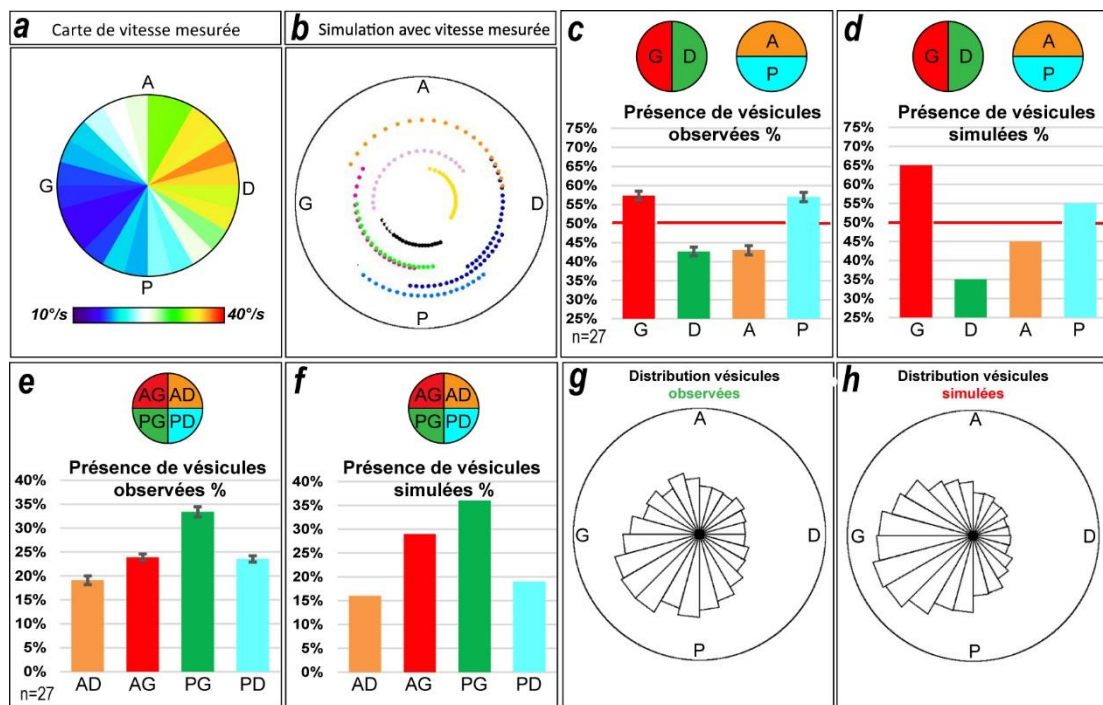 a Carte de vitesse mesurée
A
G D
P
10°/s 40°/s
b Simulation avec vitesse mesurée
A
G D
P
c
G D A
P
Présence de vésicules
observées %
75%
70%
65%
60%
55%
50%
45%
40%
35%
30%
25%
G D A P
n=27
d
G D A
P
Présence de vésicules
simulées %
75%
70%
65%
60%
55%
50%
45%
40%
35%
30%
25%
G D A P
e
AG AD
PG PD
Présence de vésicules
observées %
40%
35%
30%
25%
20%
15%
10%
5%
0%
AD AG PG PD
n=27
f
AG AD
PG PD
Présence de vésicules
simulées %
40%
35%
30%
25%
20%
15%
10%
5%
0%
AD AG PG PD
g
Distribution vésicules
observées
A
G D
P
h
Distribution vésicules
simulées
A
G D
P